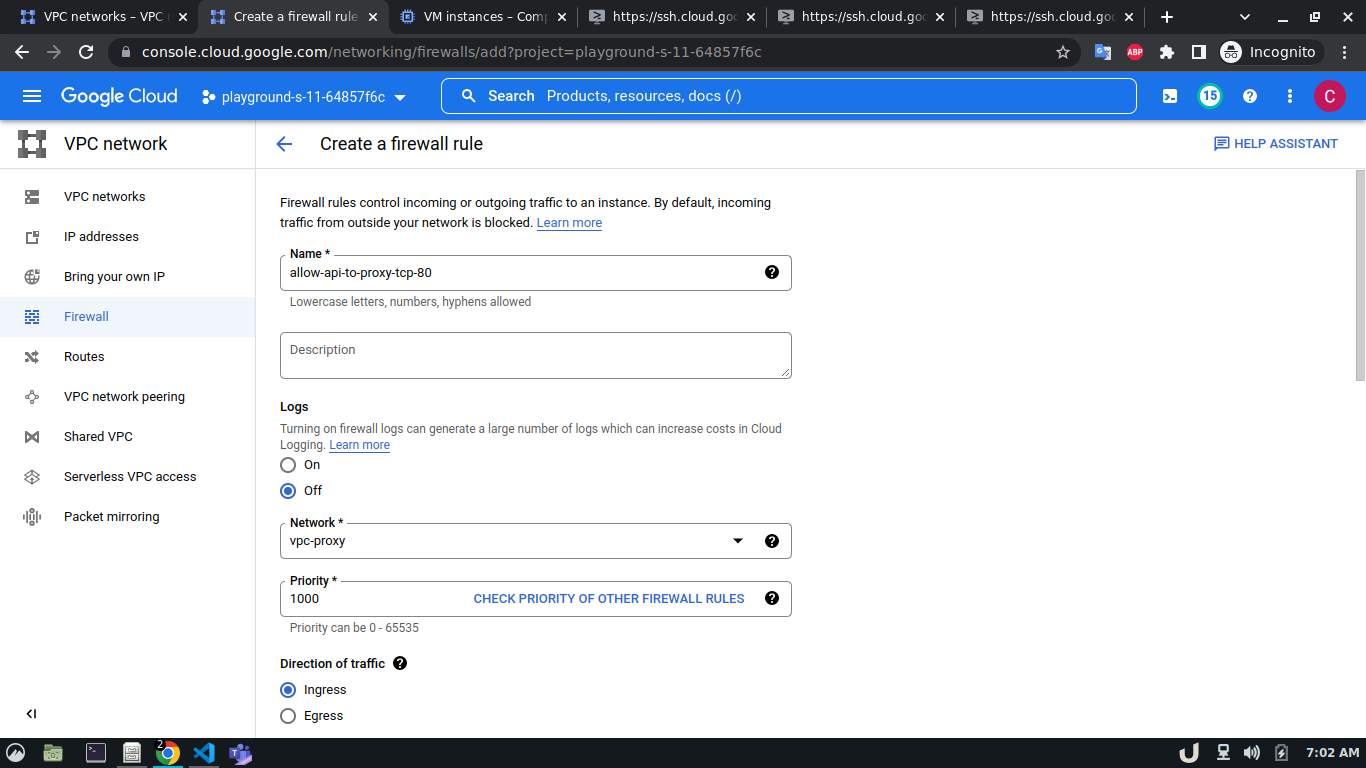 VPC networks – VPC
Create a firewall rule
VM instances – Comp
https://ssh.cloud.goo
https://ssh.cloud.goo
https://ssh.cloud.goo
console.cloud.google.com/networking/firewalls/add?project=playground-s-11-64857f6c
ABP
Incognito
Google Cloud
playground-s-11-64857f6c
Search Products, resources, docs (/)
15
C
VPC network
Create a firewall rule
HELP ASSISTANT
VPC networks
IP addresses
Bring your own IP
Firewall
Routes
VPC network peering
Shared VPC
Serverless VPC access
Packet mirroring
Firewall rules control incoming or outgoing traffic to an instance. By default, incoming
traffic from outside your network is blocked. Learn more
Name *
allow-api-to-proxy-tcp-80
Lowercase letters, numbers, hyphens allowed
Description
Logs
Turning on firewall logs can generate a large number of logs which can increase costs in Cloud
Logging. Learn more
On
Off
Network *
vpc-proxy
Priority *
1000 CHECK PRIORITY OF OTHER FIREWALL RULES
Priority can be 0 - 65535
Direction of traffic
Ingress
Egress
2
7:02 AM